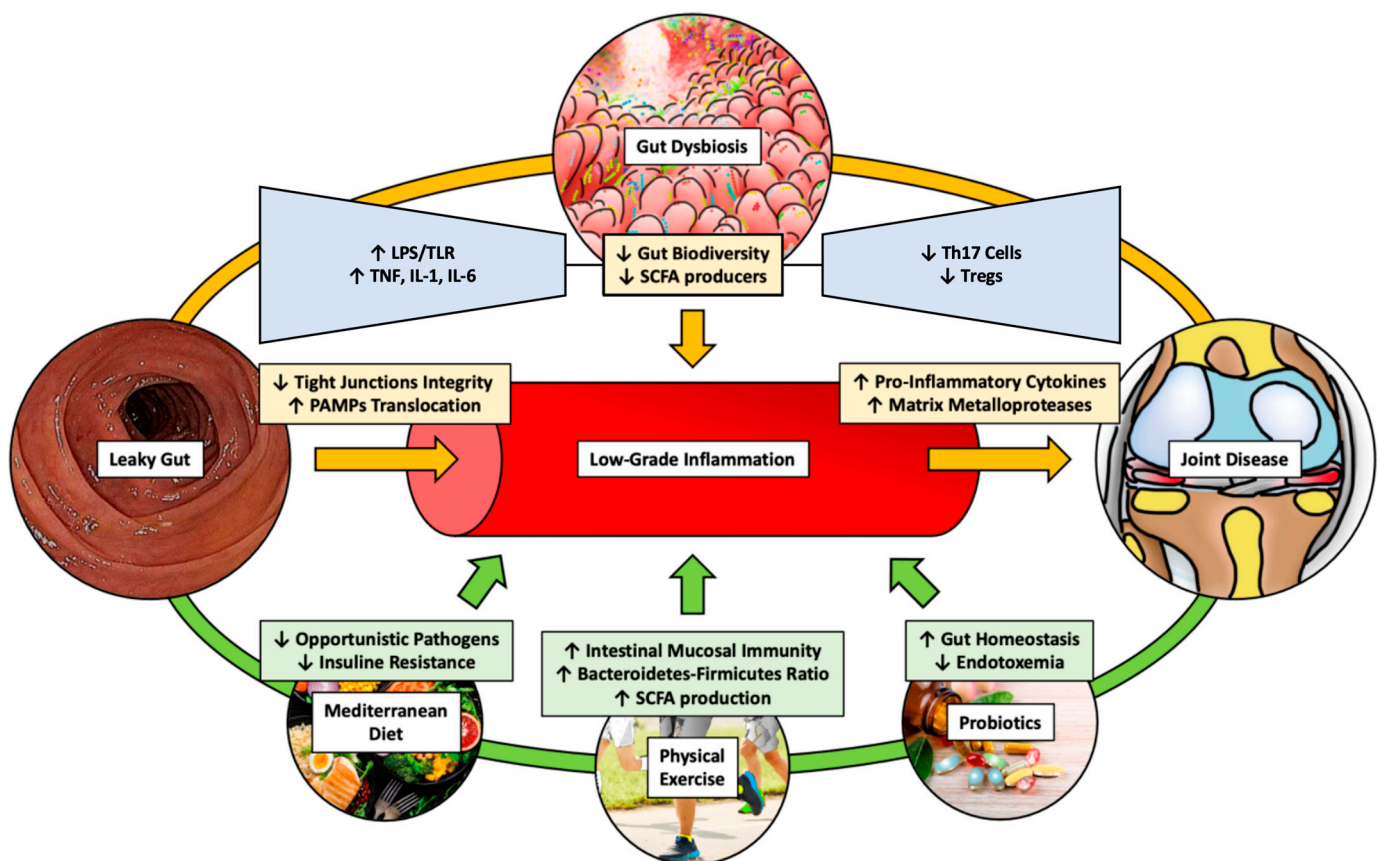 Gut Dysbiosis
↑ LPS/TLR
↑ TNF, IL-1, IL-6
↓ Gut Biodiversity
↓ SCFA producers
↓ Th17 Cells
↓ Tregs
↓ Tight Junctions Integrity
↑ PAMPs Translocation
↑ Pro-Inflammatory Cytokines
↑ Matrix Metalloproteases
Leaky Gut
Low-Grade Inflammation
Joint Disease
↓ Opportunistic Pathogens
↓ Insuline Resistance
↑ Intestinal Mucosal Immunity
↑ Bacteroidetes-Firmicutes Ratio
↑ SCFA production
↑ Gut Homeostasis
↓ Endotoxemia
Mediterranean
Diet
Physical
Exercise
Probiotics